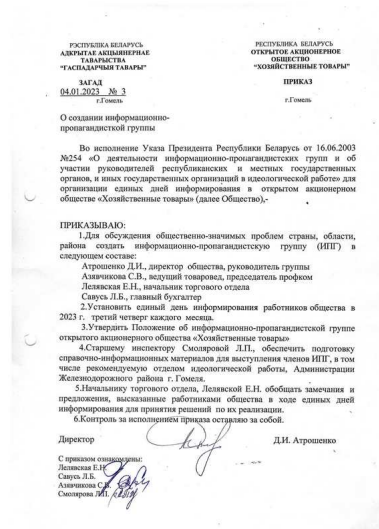 РЭСПУБЛІКА БЕЛАРУСЬ
АДКРЫТАЕ АКЦЫЯНЕРНАЕ
ТАВАРЫСТВА
"ГАСПАДАРЧЫЯ ТАВАРЫ"
ЗАГАД
04.01.2023 № 3
г.Гомель
РЕСПУБЛИКА БЕЛАРУСЬ
ОТКРЫТОЕ АКЦИОНЕРНОЕ
ОБЩЕСТВО
"ХОЗЯЙСТВЕННЫЕ ТОВАРЫ"
ПРИКАЗ
г.Гомель
О создании информационно-
пропагандисткой группы
Во исполнение Указа Президента Республики Беларусь от 16.06.2003
№254 «О деятельности информационно-пропагандистских групп и об
участии руководителей республиканских и местных государственных
органов, и иных государственных организаций в идеологической работе» для
организации единых дней информирования в открытом акционерном
обществе «Хозяйственные товары» (далее Общество),-
ПРИКАЗЫВАЮ:
1.Для обсуждения общественно-значимых проблем страны, области,
района создать информационно-пропагандистскую группу (ИПГ) в
следующем составе:
Атрошенко Д.И., директор общества, руководитель группы
Азявчикова С.В., ведущий товаровед, председатель профком
Лелявская Е.Н., начальник торгового отдела
Савусь Л.Б., главный бухгалтер
2.Установить единый день информирования работников общества в
2023 г. третий четверг каждого месяца.
3.Утвердить Положение об информационно-пропагандистской группе
открытого акционерного общества «Хозяйственные товары»
4.Старшему инспектору Смоляровой Л.П., обеспечить подготовку
справочно-информационных материалов для выступления членов ИПГ, в том
числе рекомендуемую отделом идеологической работы, Администрации
Железнодорожного района г. Гомеля.
5.Начальнику торгового отдела, Лелявской Е.Н. обобщать замечания и
предложения, высказанные работниками общества в ходе единых дней
информирования для принятия решений по их реализации.
6.Контроль за исполнением приказа оставляю за собой.
Директор Д.И. Атрошенко
С приказом ознакомлены:
Лелявская Е.Н.
Савусь Л.Б.
Азявчикова С.В.
Смолярова Л.П.